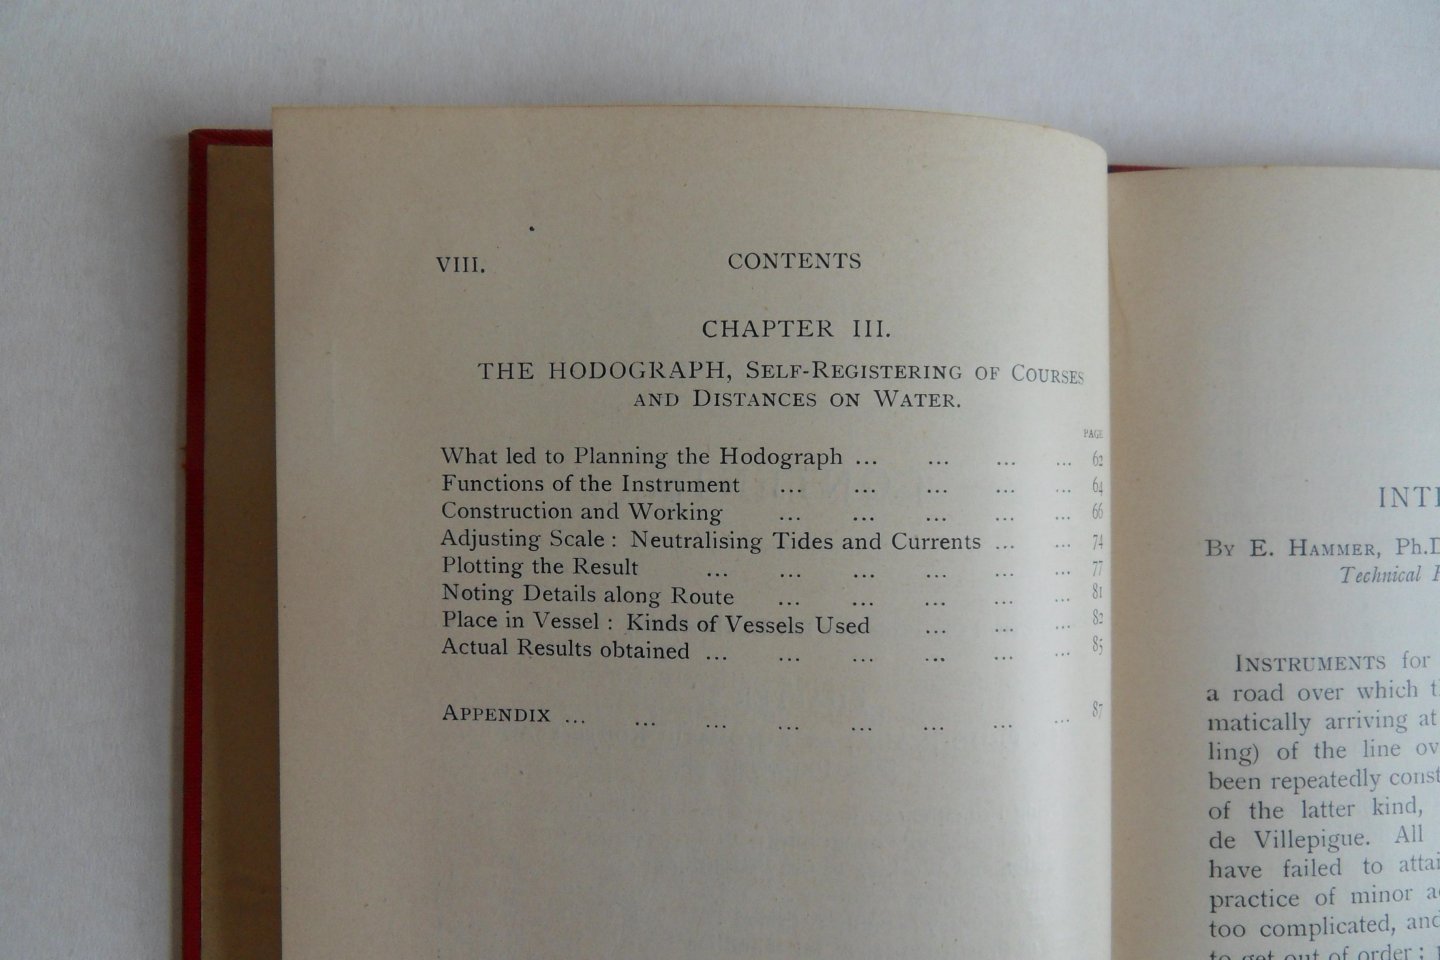 VIII. CONTENTS
CHAPTER III.
THE HODOGRAPH, SELF-REGISTERING OF COURSES
AND DISTANCES ON WATER.
PAGE
What led to Planning the Hodograph ... ... ... ... 62
Functions of the Instrument ... ... ... ... ... 64
Construction and Working ... ... ... ... ... 66
Adjusting Scale : Neutralising Tides and Currents ... ... 74
Plotting the Result ... ... ... ... ... ... 77
Noting Details along Route ... ... ... ... ... 81
Place in Vessel : Kinds of Vessels Used ... ... ... 82
Actual Results obtained ... ... ... ... ... ... 85
APPENDIX ... ... ... ... ... ... ... ... 87
BY E. HAMMER, Ph.D
Technical
INSTRUMENTS for
a road over which
matically arriving at
ling) of the line
been repeatedly
of the latter kind,
de Villepigue. All
have failed to
practice of minor
too complicated, and
to get out of order ;